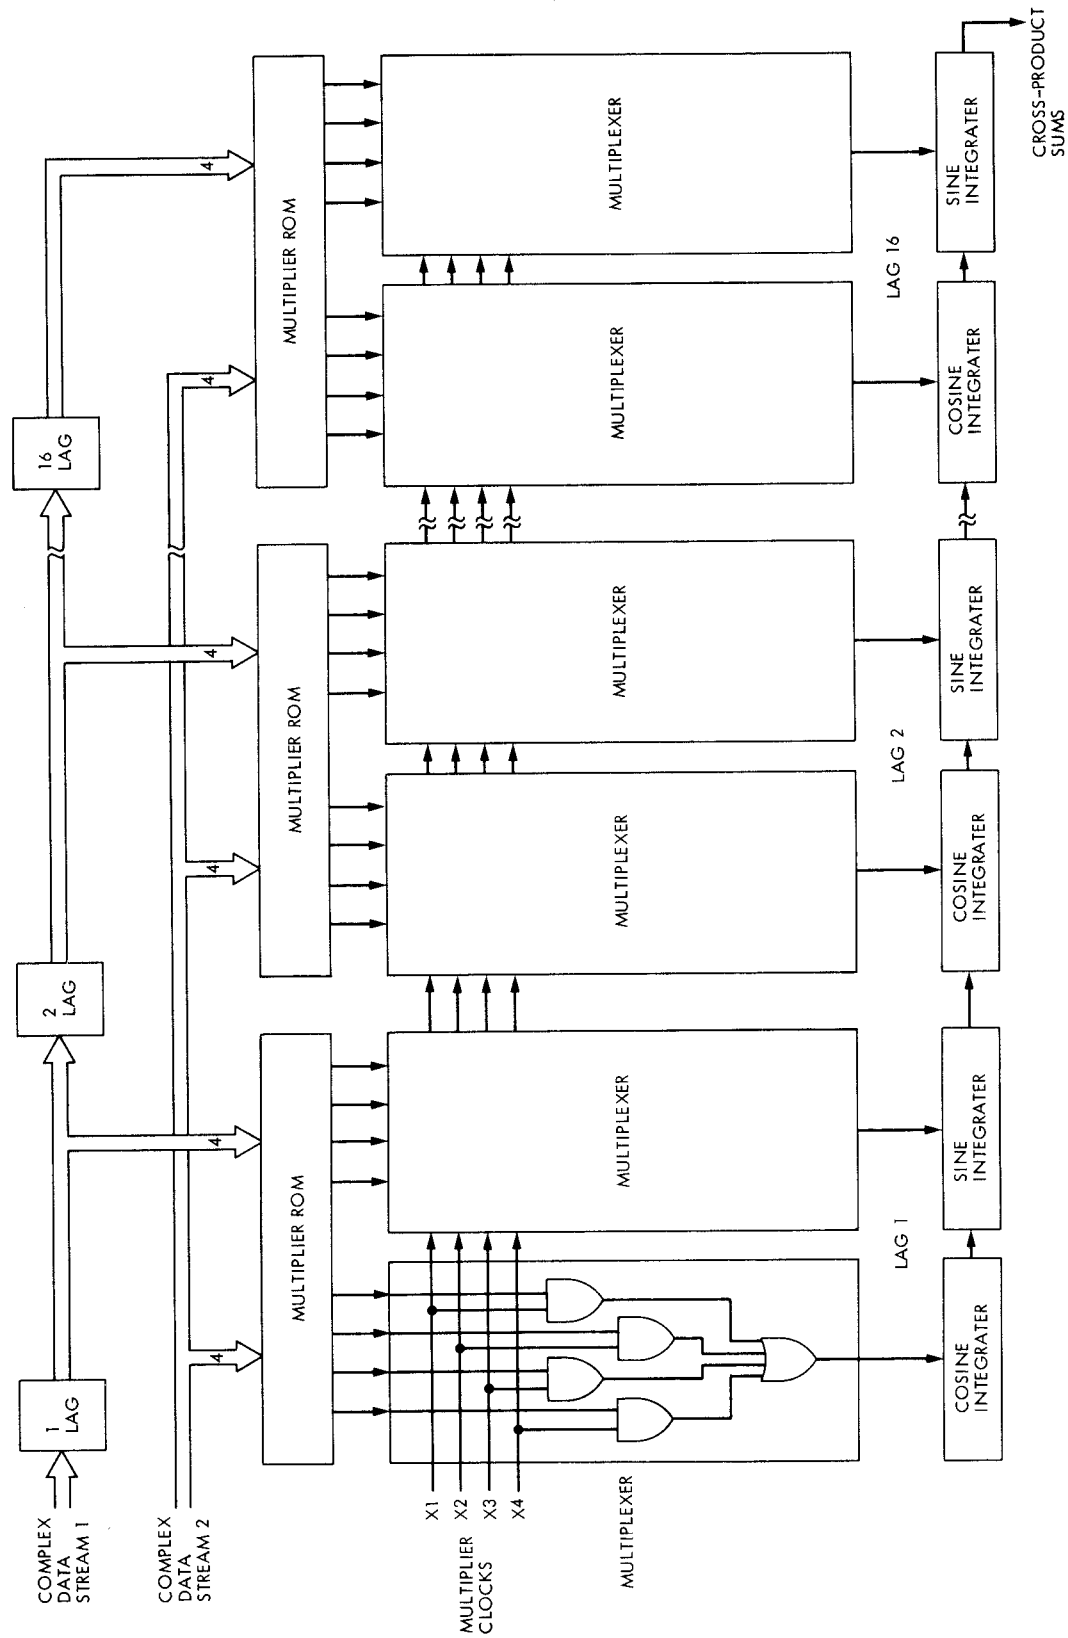 COMPLEX
DATA
STREAM 1
1
LAG
2
LAG
16
LAG
COMPLEX
DATA
STREAM 2
4
4
4
4
4
4
MULTIPLIER ROM
MULTIPLIER ROM
MULTIPLIER ROM
MULTIPLIER
CLOCKS
X1
X2
X3
X4
MULTIPLEXER
MULTIPLEXER
MULTIPLEXER
MULTIPLEXER
MULTIPLEXER
MULTIPLEXER
LAG 1
LAG 2
LAG 16
COSINE
INTEGRATER
SINE
INTEGRATER
COSINE
INTEGRATER
SINE
INTEGRATER
COSINE
INTEGRATER
SINE
INTEGRATER
CROSS-PRODUCT
SUMS